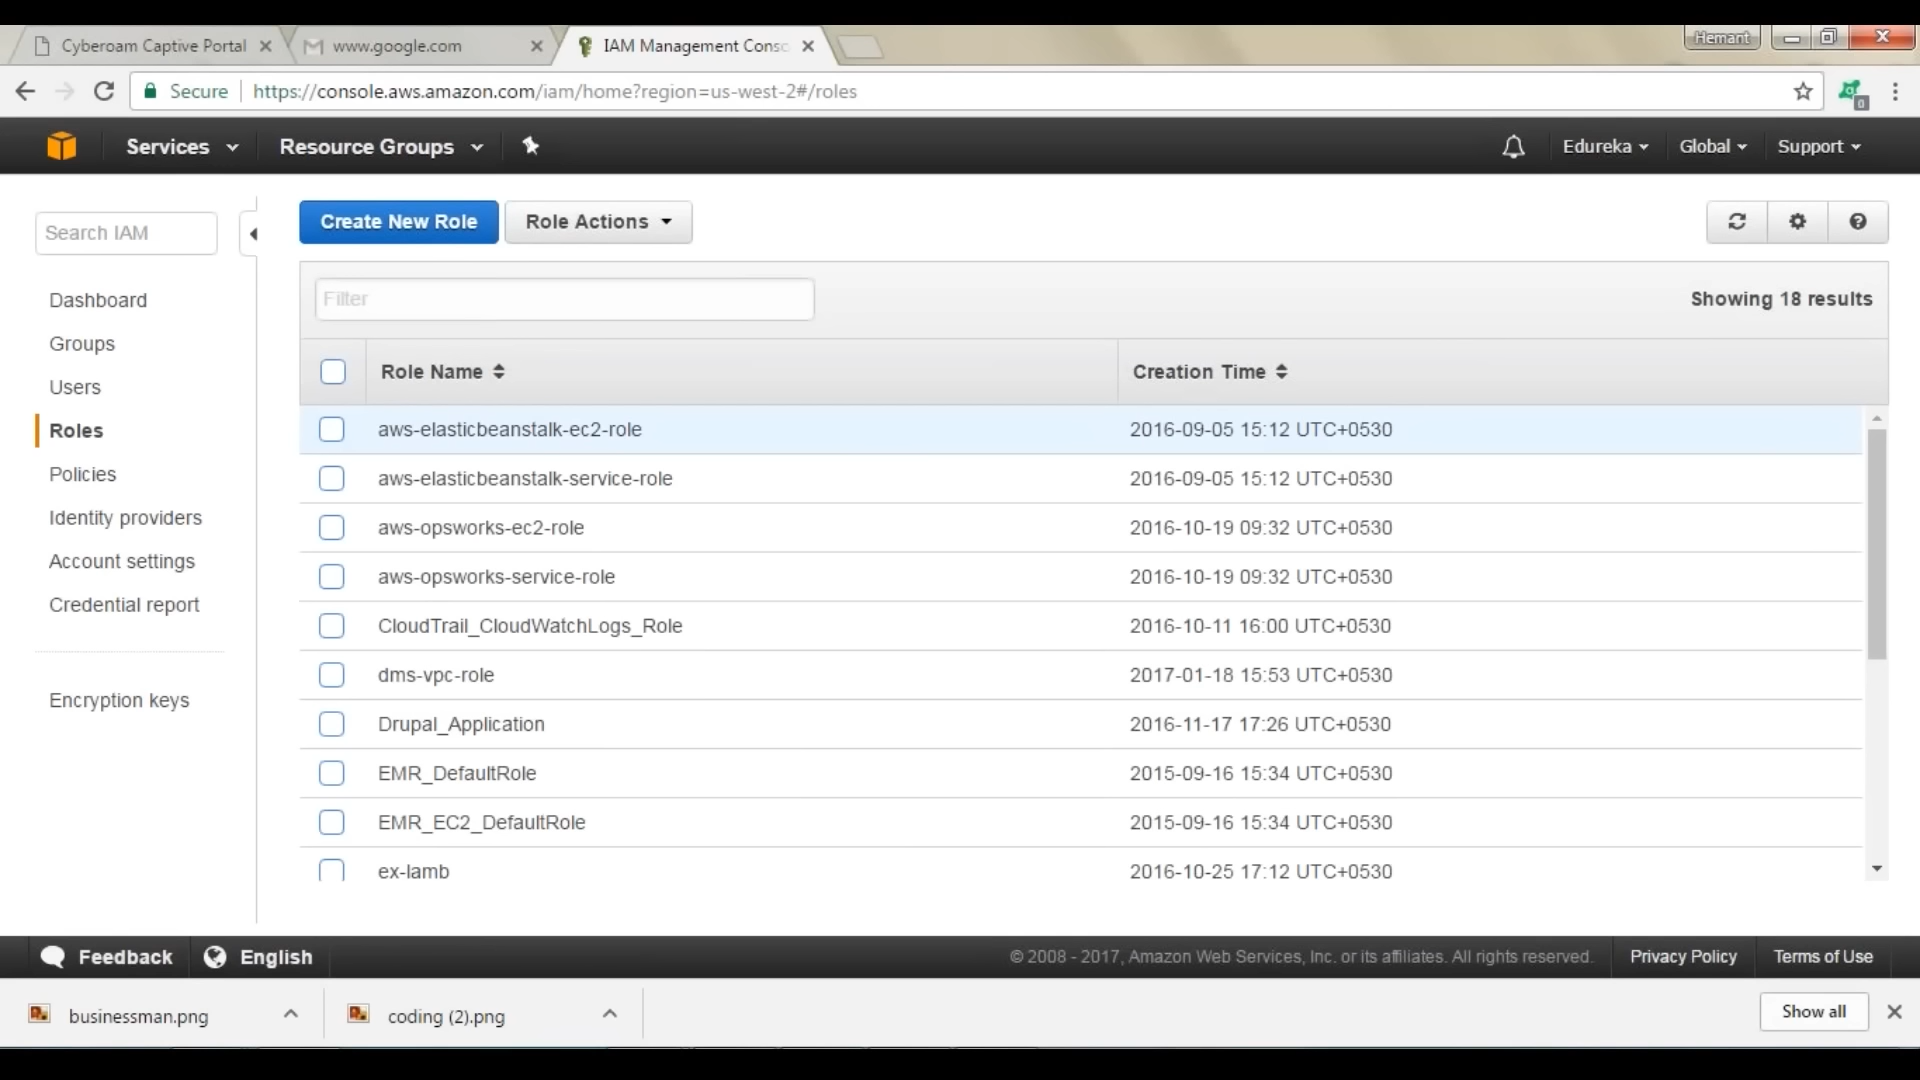 Cyberoam Captive Portal
www.google.com
IAM Management Conso
Hemant
Secure
https://console.aws.amazon.com/iam/home?region=us-west-2#/roles
0
Services
Resource Groups
Edureka
Global
Support
Search IAM
Create New Role
Role Actions
Filter
Showing 18 results
Dashboard
Groups
Users
Roles
Policies
Identity providers
Account settings
Credential report
Encryption keys
Role Name
Creation Time
aws-elasticbeanstalk-ec2-role 2016-09-05 15:12 UTC+0530
aws-elasticbeanstalk-service-role 2016-09-05 15:12 UTC+0530
aws-opsworks-ec2-role 2016-10-19 09:32 UTC+0530
aws-opsworks-service-role 2016-10-19 09:32 UTC+0530
CloudTrail_CloudWatchLogs_Role 2016-10-11 16:00 UTC+0530
dms-vpc-role 2017-01-18 15:53 UTC+0530
Drupal_Application 2016-11-17 17:26 UTC+0530
EMR_DefaultRole 2015-09-16 15:34 UTC+0530
EMR_EC2_DefaultRole 2015-09-16 15:34 UTC+0530
ex-lamb 2016-10-25 17:12 UTC+0530
Feedback
English
© 2008 - 2017, Amazon Web Services, Inc. or its affiliates. All rights reserved.
Privacy Policy
Terms of Use
businessman.png
coding (2).png
Show all